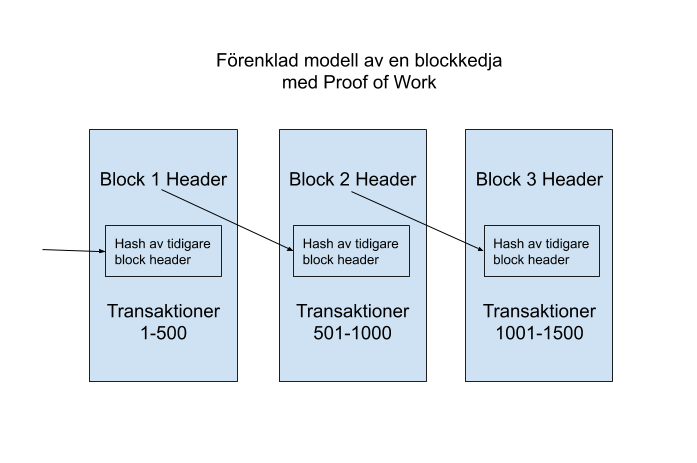 Förenklad modell av en blockkedja
med Proof of Work
Block 1 Header
Hash av tidigare
block header
Transaktioner
1-500
Block 2 Header
Hash av tidigare
block header
Transaktioner
501-1000
Block 3 Header
Hash av tidigare
block header
Transaktioner
1001-1500